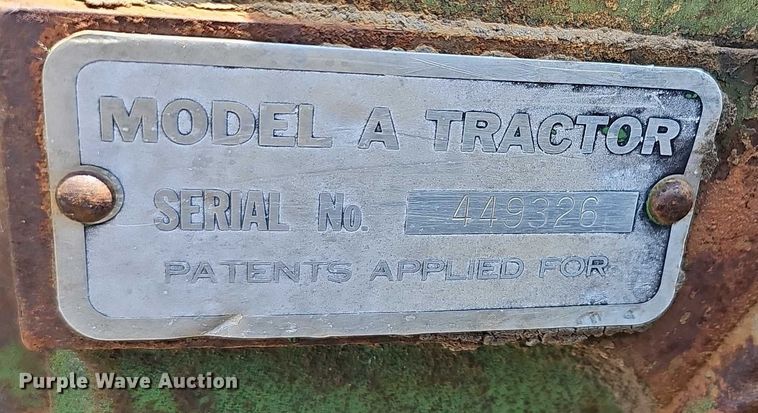 MODEL A TRACTOR
SERIAL No. 449326
PATENTS APPLIED FOR
Purple Wave Auction